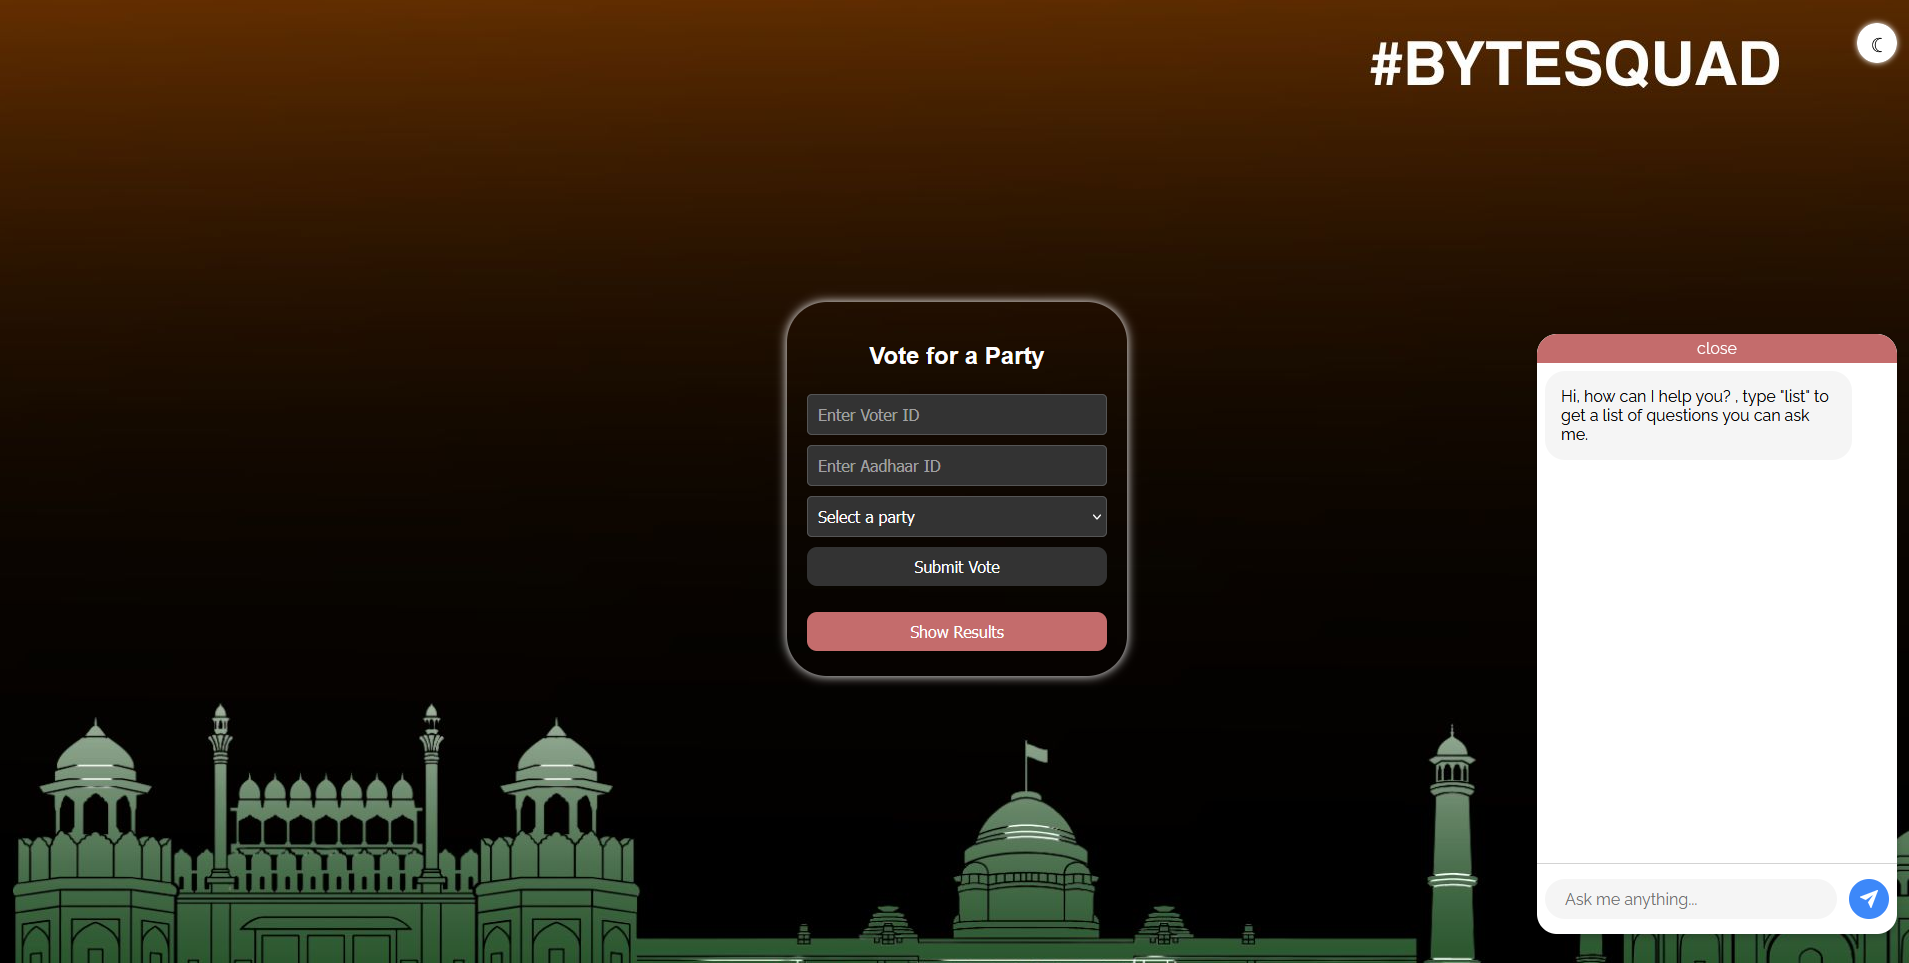 #BYTESQUAD
Vote for a Party
Enter Voter ID
Enter Aadhaar ID
Select a party
Submit Vote
Show Results
close
Hi, how can I help you? , type "list" to
get a list of questions you can ask
me.
Ask me anything...